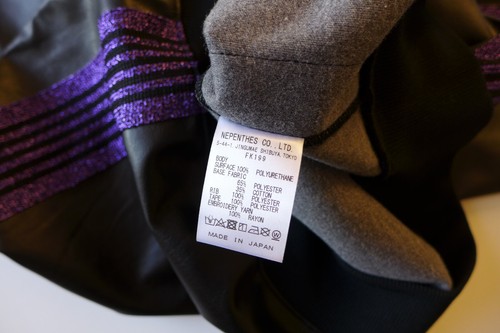 NEPENTHES CO., LTD.
5-44-1 JINGUMAE SHIBUYA.TOKYO
FK199
BODY
SURFACE 100% POLYURETHANE
BASE FABRIC
65% POLYESTER
35% COTTON
RIB 100% POLYESTER
TAPE 100% POLYESTER
EMBROIDERY YARN
100% RAYON
MADE IN JAPAN